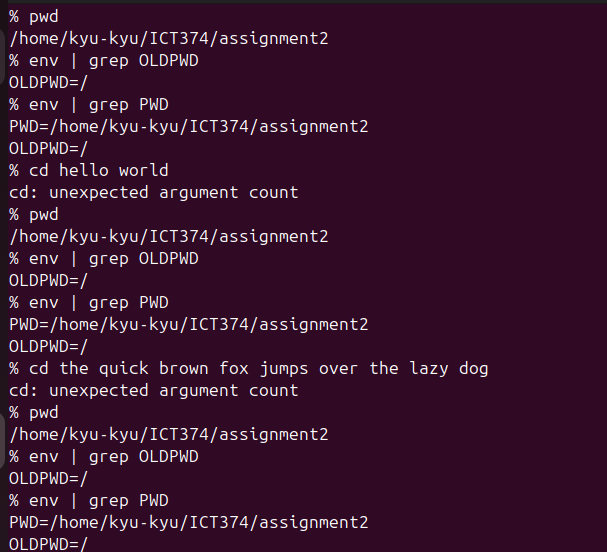 % pwd
/home/kyu-kyu/ICT374/assignment2
% env | grep OLDPWD
OLDPWD=/
% env | grep PWD
PWD=/home/kyu-kyu/ICT374/assignment2
OLDPWD=/
% cd hello world
cd: unexpected argument count
% pwd
/home/kyu-kyu/ICT374/assignment2
% env | grep OLDPWD
OLDPWD=/
% env | grep PWD
PWD=/home/kyu-kyu/ICT374/assignment2
OLDPWD=/
% cd the quick brown fox jumps over the lazy dog
cd: unexpected argument count
% pwd
/home/kyu-kyu/ICT374/assignment2
% env | grep OLDPWD
OLDPWD=/
% env | grep PWD
PWD=/home/kyu-kyu/ICT374/assignment2
OLDPWD=/